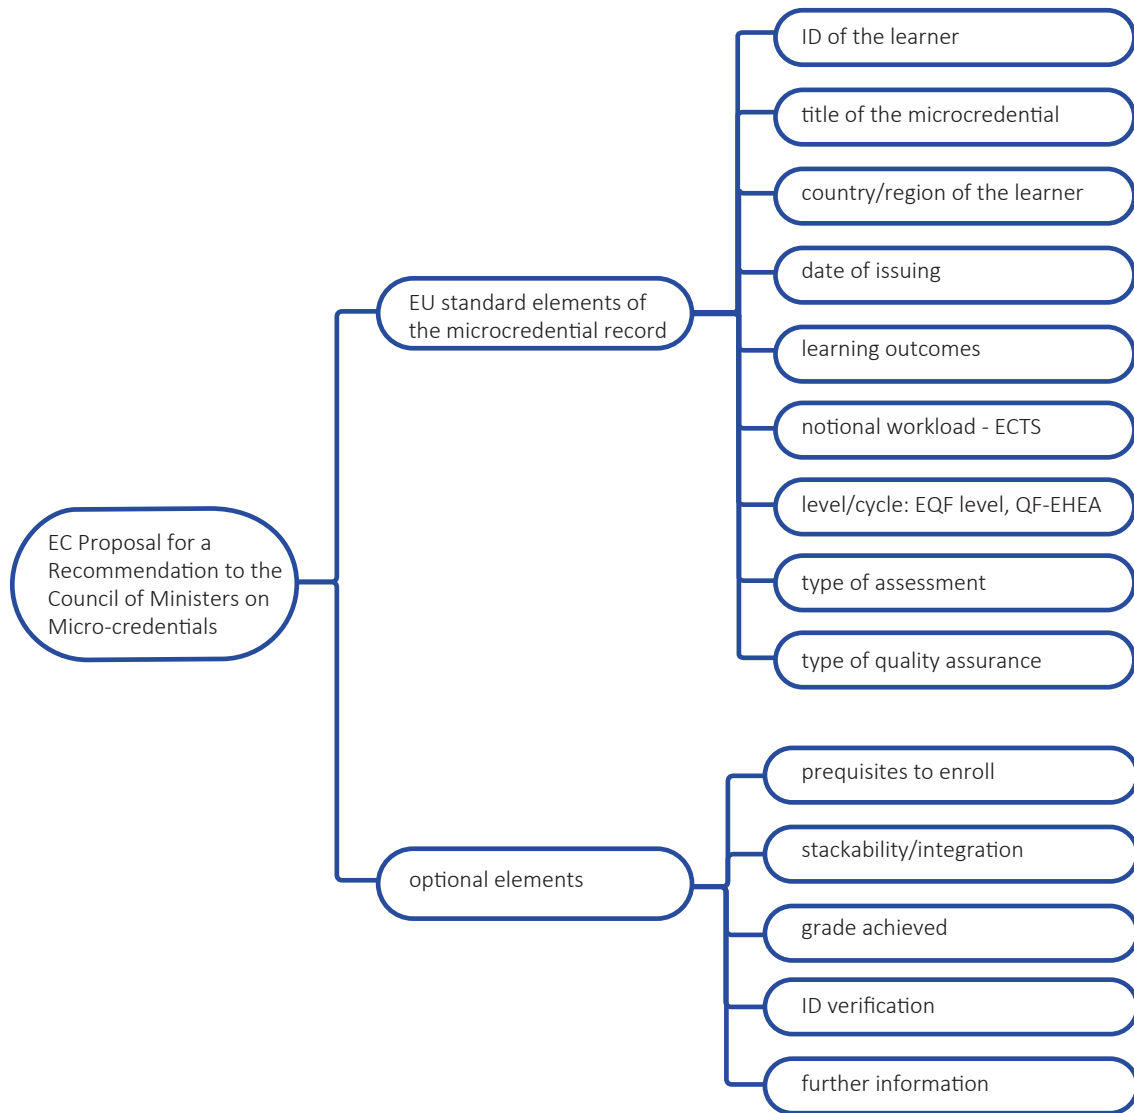 EC Proposal for a
Recommendation to the
Council of Ministers on
Micro-credentials
EU standard elements of
the microcredential record
ID of the learner
title of the microcredential
country/region of the learner
date of issuing
learning outcomes
notional workload - ECTS
level/cycle: EQF level, QF-EHEA
type of assessment
type of quality assurance
optional elements
prequisites to enroll
stackability/integration
grade achieved
ID verification
further information